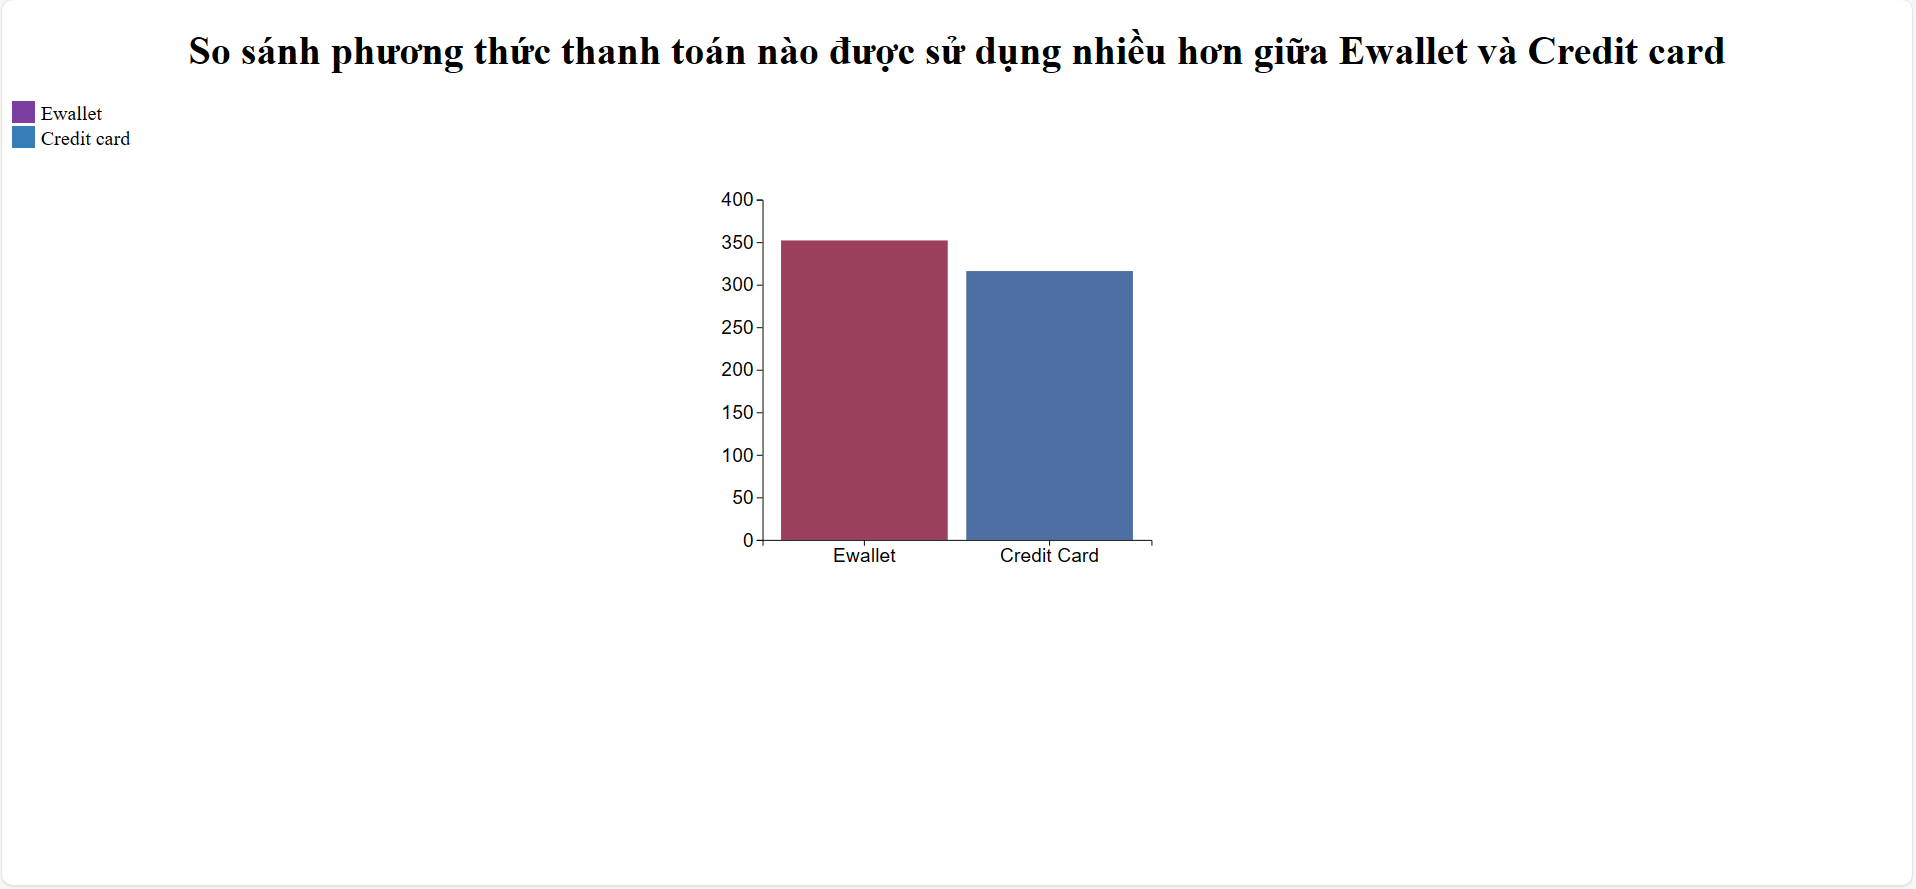 So sánh phương thức thanh toán nào được sử dụng nhiều hơn giữa Ewallet và Credit card
Ewallet
Credit card
400
350
300
250
200
150
100
50
0
Ewallet Credit Card